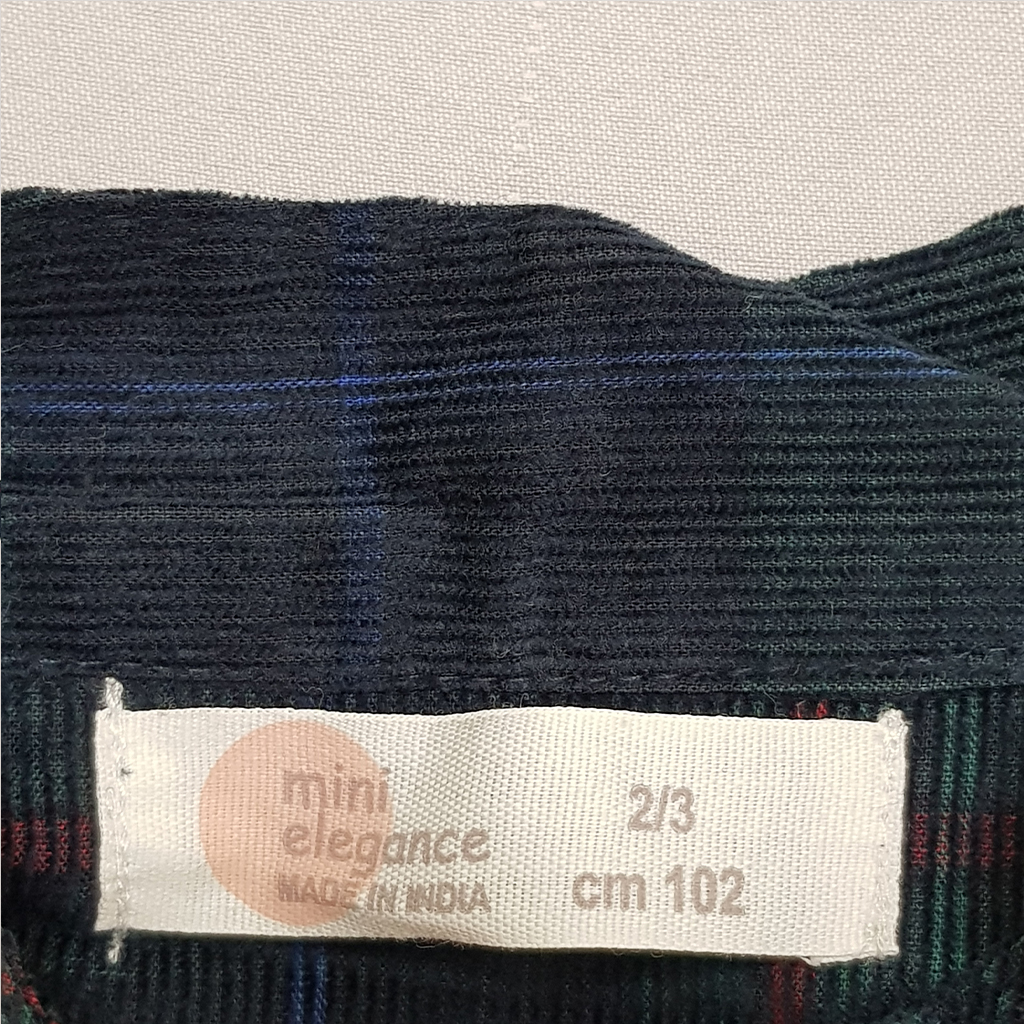 mini
elegance
MADE IN INDIA
2/3
cm 102